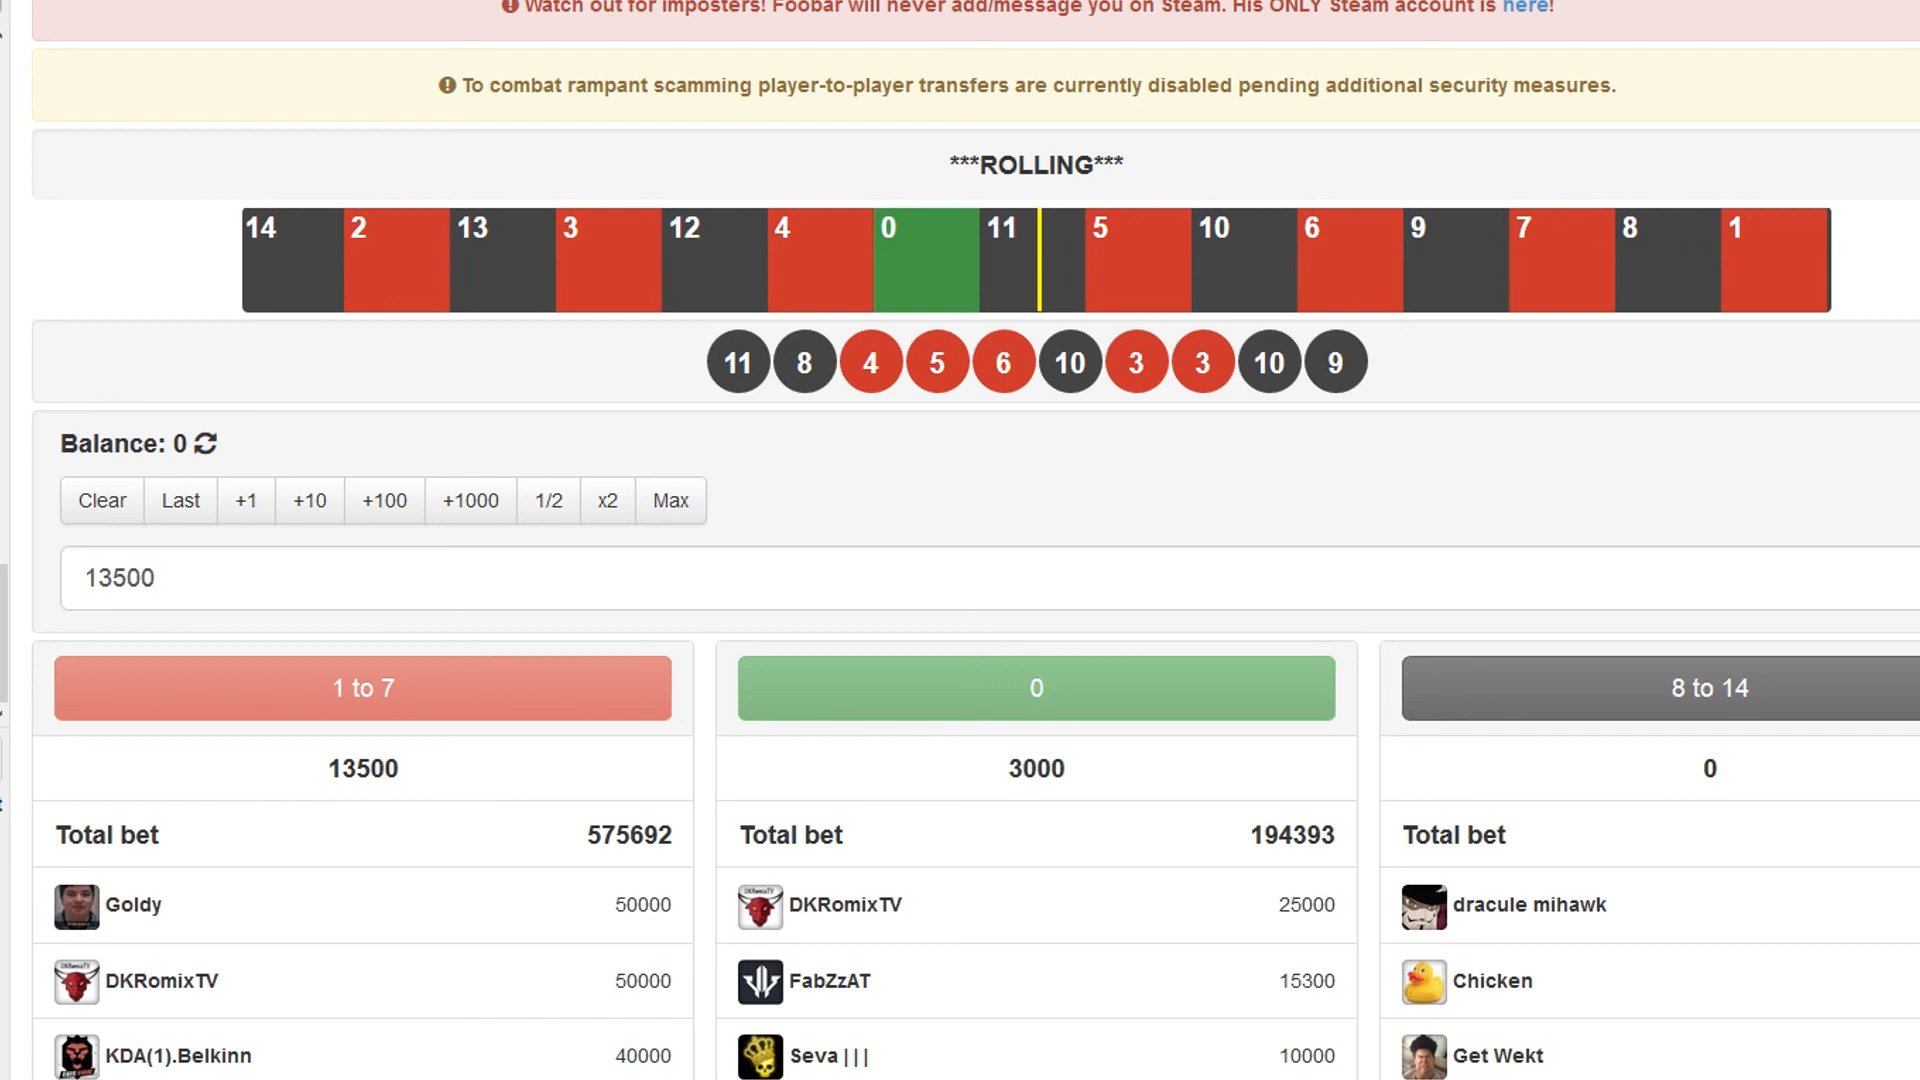 Watch out for imposters! Foobar will never add/message you on Steam. His ONLY Steam account is here!
To combat rampant scamming player-to-player transfers are currently disabled pending additional security measures.
***ROLLING***
14 2 13 3 12 4 0 11 5 10 6 9 7 8 1
11 8 4 5 6 10 3 3 10 9
Balance: 0
Clear Last +1 +10 +100 +1000 1/2 x2 Max
13500
1 to 7 0 8 to 14
13500 3000 0
Total bet 575692 Total bet 194393 Total bet
Goldy 50000 DKRomixTV 25000 dracule mihawk
DKRomixTV 50000 FabZzAT 15300 Chicken
KDA(1).Belkinn 40000 Seva | | | 10000 Get Wekt